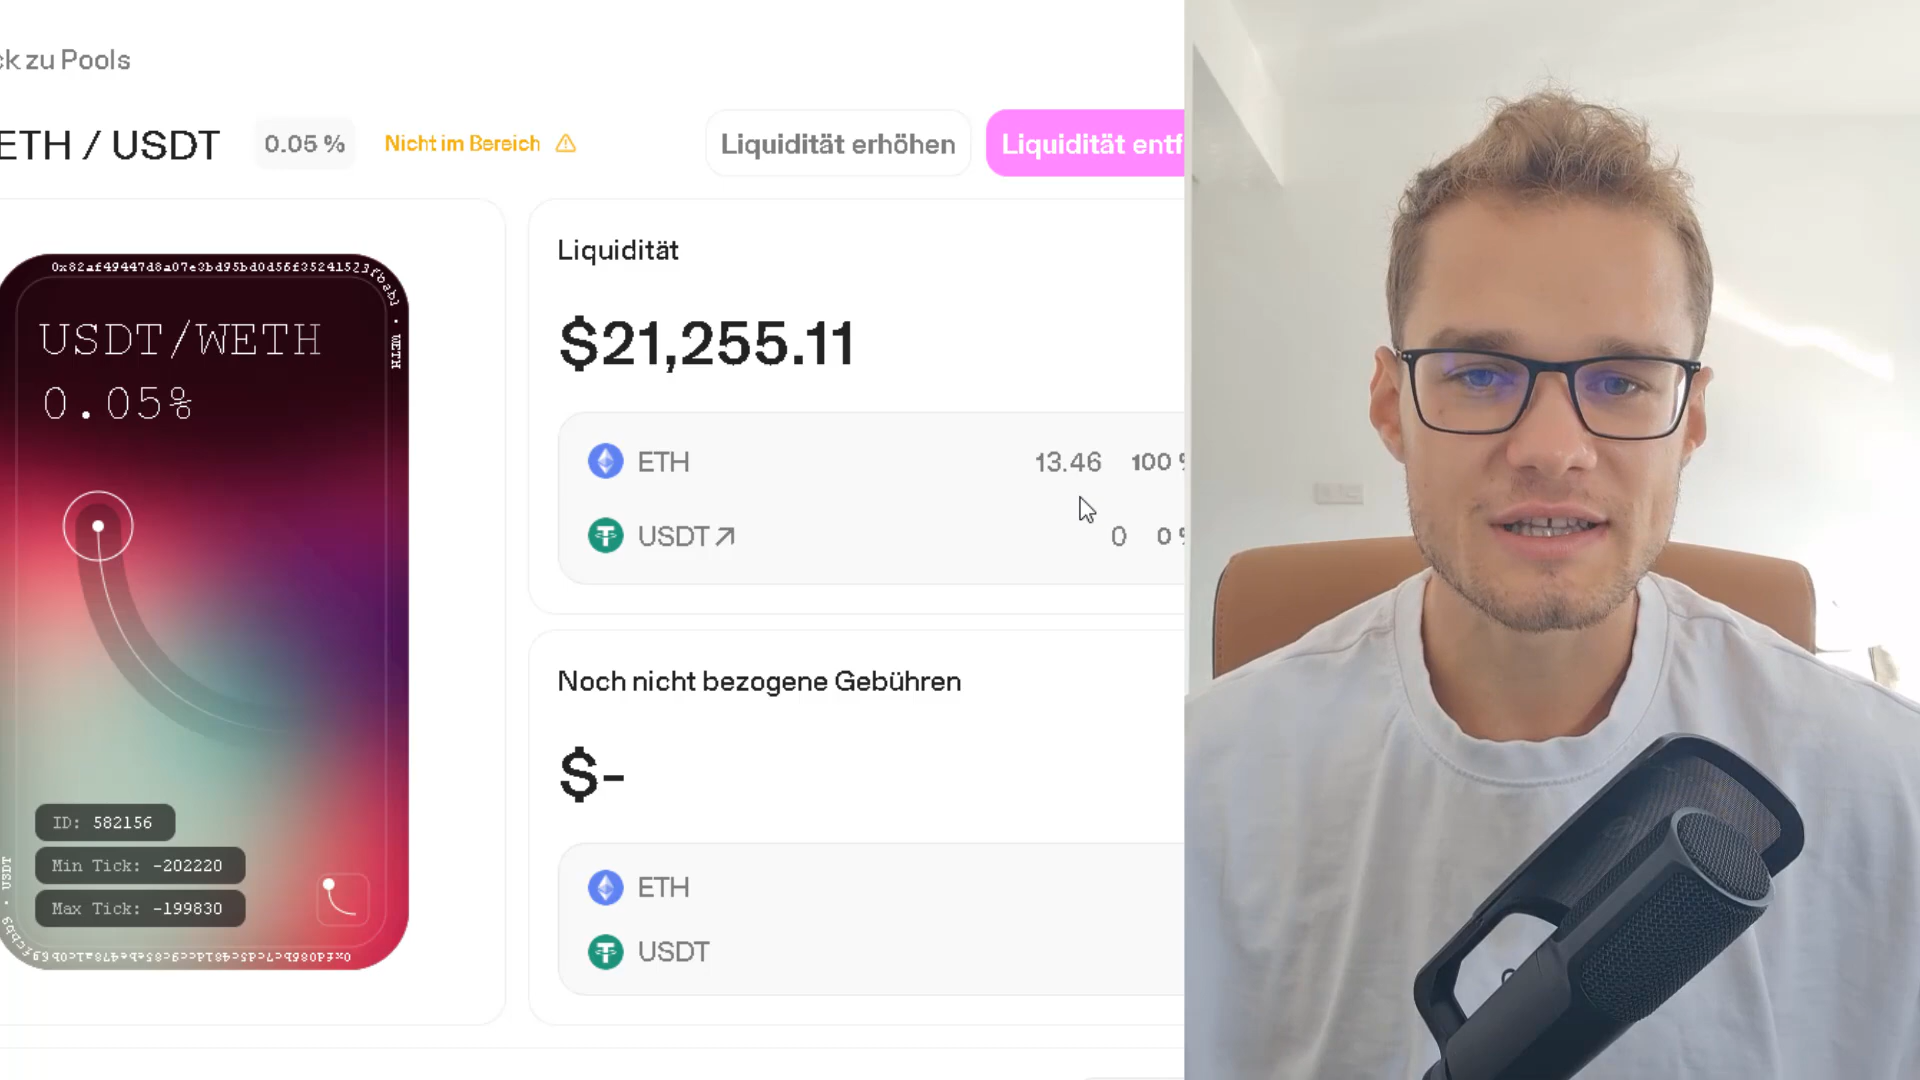 ck zu Pools
ETH / USDT
0.05 %
Nicht im Bereich
Liquidität erhöhen
Liquidität entf
USDT/WETH
0.05%
WETH
ID: 582156
Min Tick: -202220
Max Tick: -199830
USDT
Liquidität
$21,255.11
ETH
13.46
100 %
USDT
0
0 %
Noch nicht bezogene Gebühren
$-
ETH
USDT